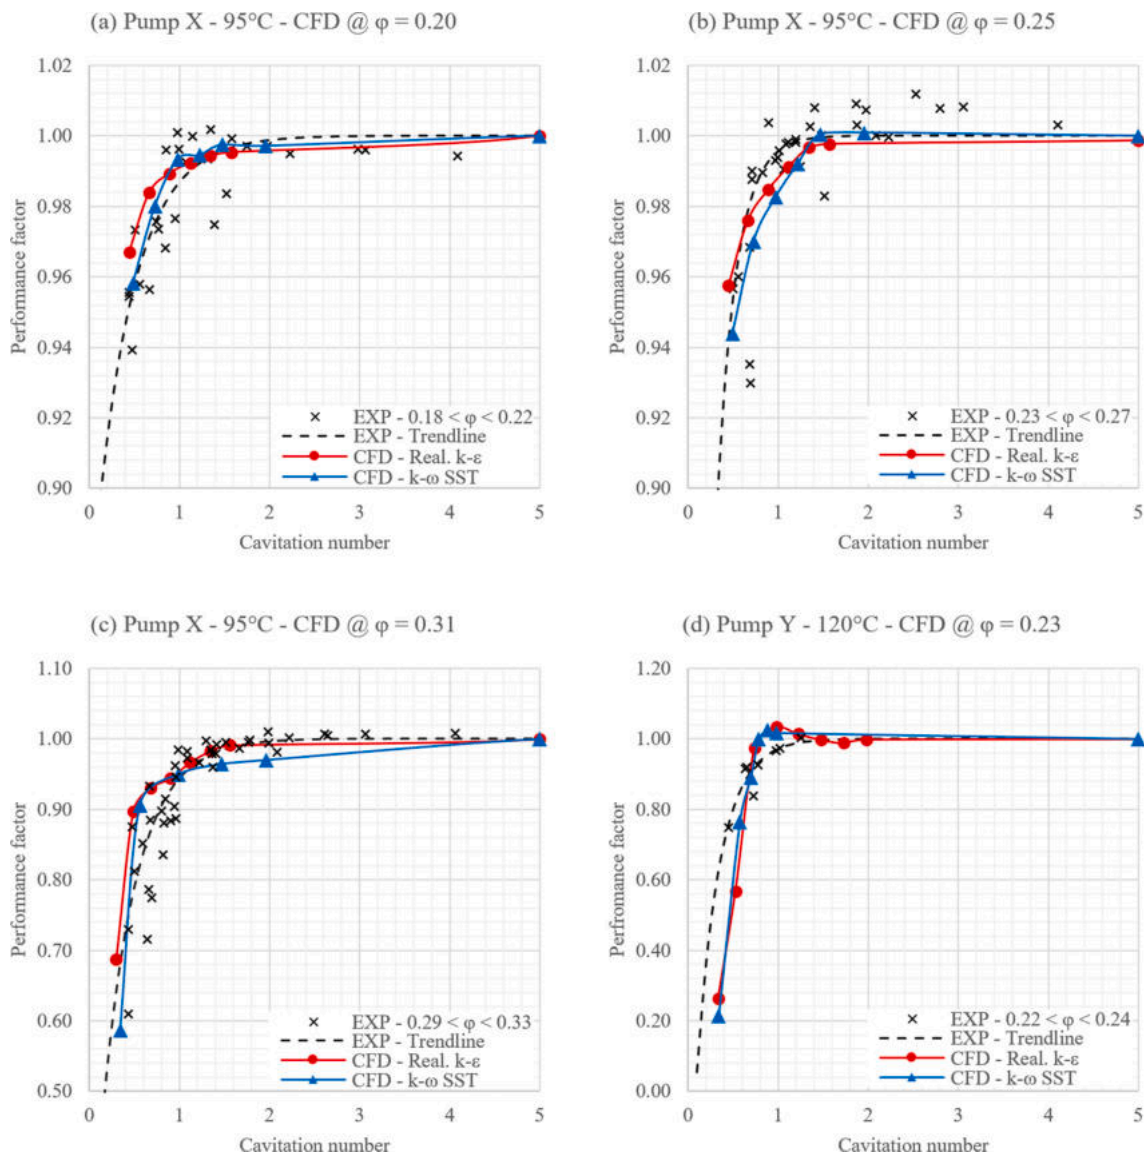 (a) Pump X - 95°C - CFD @ φ = 0.20
1.02
1.00
0.98
0.96
0.94
0.92
0.90
Performance factor
0
1
2
3
4
5
Cavitation number
× EXP - 0.18 < φ < 0.22
EXP - Trendline
CFD - Real. k-ε
CFD - k-ω SST
(b) Pump X - 95°C - CFD @ φ = 0.25
1.02
1.00
0.98
0.96
0.94
0.92
0.90
Performance factor
0
1
2
3
4
5
Cavitation number
× EXP - 0.23 < φ < 0.27
EXP - Trendline
CFD - Real. k-ε
CFD - k-ω SST
(c) Pump X - 95°C - CFD @ φ = 0.31
1.10
1.00
0.90
0.80
0.70
0.60
0.50
Performance factor
0
1
2
3
4
5
Cavitation number
× EXP - 0.29 < φ < 0.33
EXP - Trendline
CFD - Real. k-ε
CFD - k-ω SST
(d) Pump Y - 120°C - CFD @ φ = 0.23
1.20
1.00
0.80
0.60
0.40
0.20
0.00
Perfromance factor
0
1
2
3
4
5
Cavitation number
× EXP - 0.22 < φ < 0.24
EXP - Trendline
CFD - Real. k-ε
CFD - k-ω SST